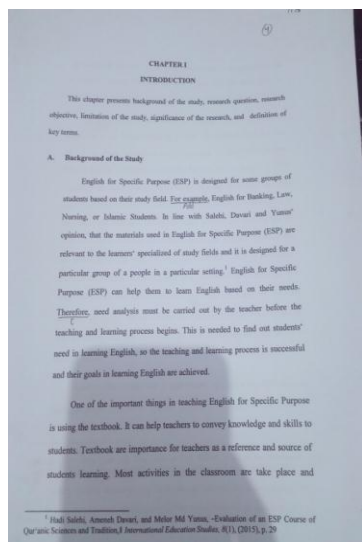 CHAPTER I
INTRODUCTION
This chapter presents background of the study, research question, research
objective, limitation of the study, significance of the research, and definition of
key terms.
A. Background of the Study
English for Specific Purpose (ESP) is designed for some groups of
students based on their study field. For example, English for Banking, Law,
Nursing, or Islamic Students. In line with Salehi, Davari and Yunus'
opinion, that the materials used in English for Specific Purpose (ESP) are
relevant to the learners' specialized of study fields and it is designed for a
particular group of a people in a particular setting.¹ English for Specific
Purpose (ESP) can help them to learn English based on their needs.
Therefore, need analysis must be carried out by the teacher before the
teaching and learning process begins. This is needed to find out students'
need in learning English, so the teaching and learning process is successful
and their goals in learning English are achieved.
One of the important things in teaching English for Specific Purpose
is using the textbook. It can help teachers to convey knowledge and skills to
students. Textbook are importance for teachers as a reference and source of
students learning. Most activities in the classroom are take place and
¹ Hadi Salehi, Ameneh Davari, and Melor Md Yunus, -Evaluation of an ESP Course of
Qur'anic Sciences and Tradition,‖ International Education Studies, 8(1), (2015), p. 29